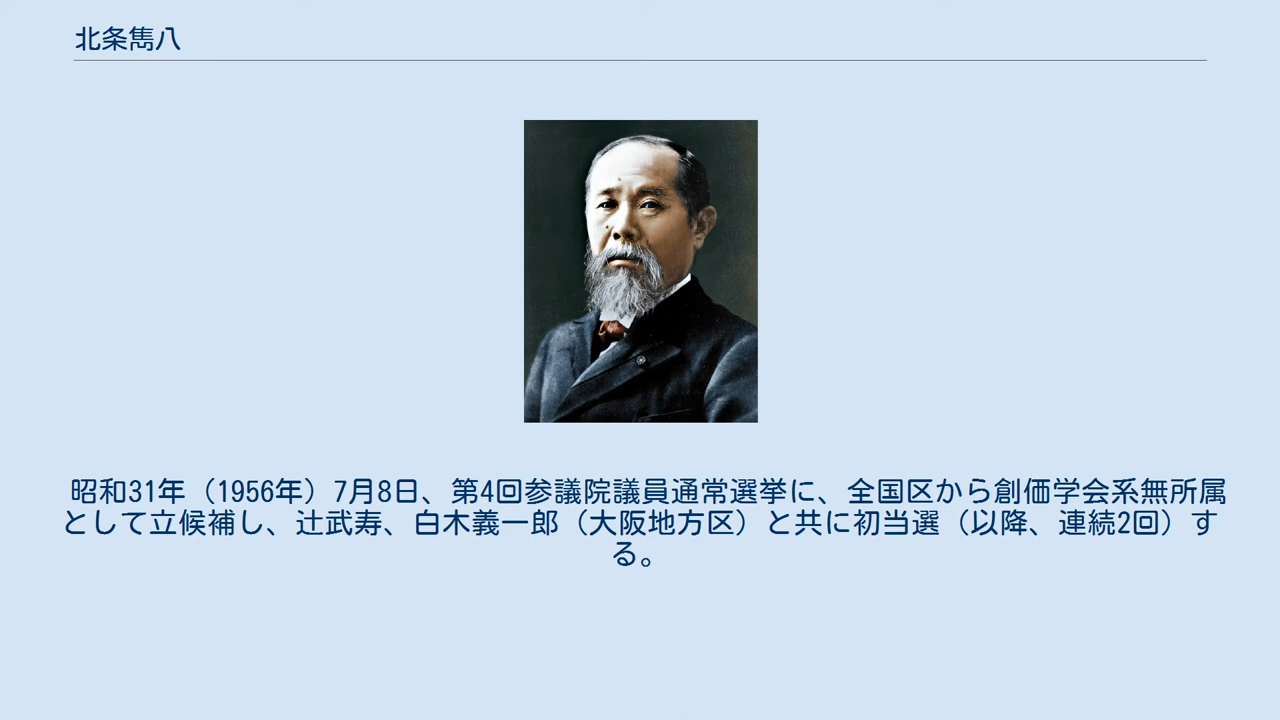 北条雋八
昭和31年（1956年）7月8日、第4回参議院議員通常選挙に、全国区から創価学会系無所属
として立候補し、辻武寿、白木義一郎（大阪地方区）と共に初当選（以降、連続2回）す
る。